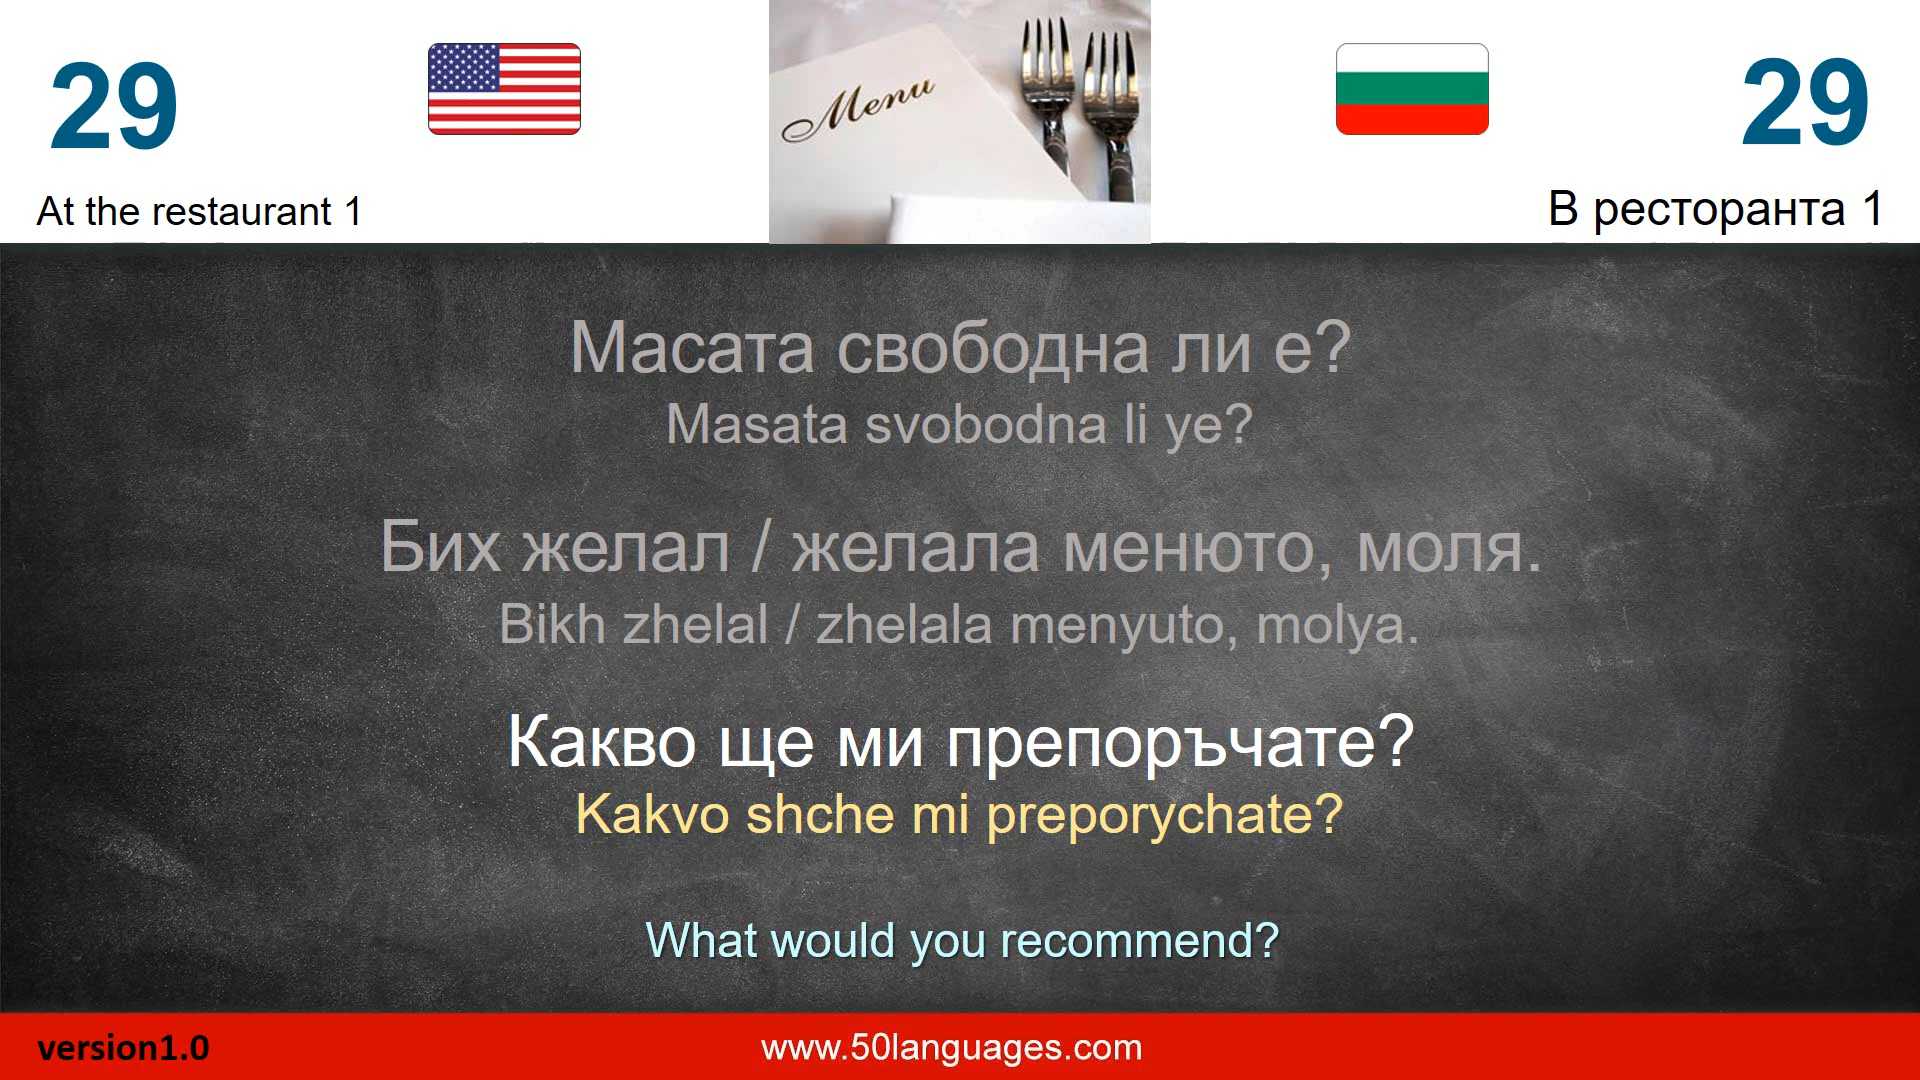 29
29
At the restaurant 1
Menu
В ресторанта 1
Масата свободна ли е?
Masata svobodna li ye?
Бих желал / желала менюто, моля.
Bikh zhelal / zhelala menyuto, molya.
Какво ще ми препоръчате?
Kakvo shche mi preporychate?
What would you recommend?
version1.0
www.50languages.com